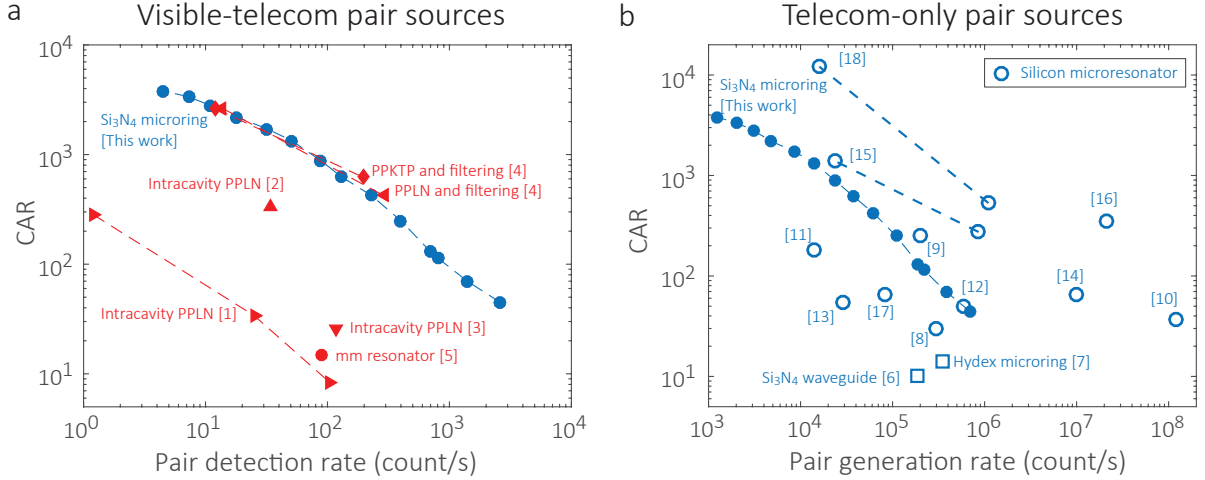 a
Visible-telecom pair sources
CAR
10⁴
10³
10²
10¹
Si₃N₄ microring
[This work]
PPKTP and filtering [4]
PPLN and filtering [4]
Intracavity PPLN [2]
Intracavity PPLN [1]
Intracavity PPLN [3]
mm resonator [5]
10⁰
10¹
10²
10³
10⁴
Pair detection rate (count/s)
b
Telecom-only pair sources
CAR
10⁴
10³
10²
10¹
[18]
Silicon microresonator
Si₃N₄ microring
[This work]
[15]
[16]
[11]
[9]
[12]
[14]
[13]
[17]
[10]
[8]
Hydex microring [7]
Si₃N₄ waveguide [6]
10³
10⁴
10⁵
10⁶
10⁷
10⁸
Pair generation rate (count/s)